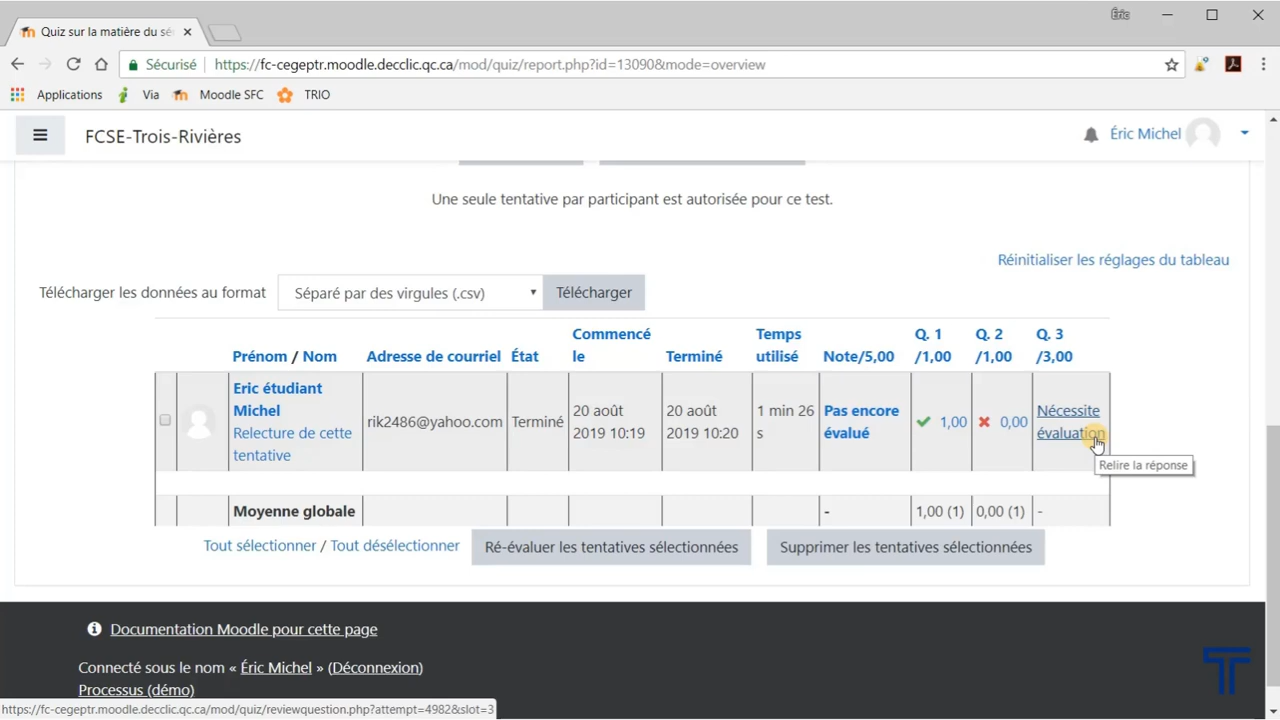 Éric
Quiz sur la matière du sé
Sécurisé
https://fc-cegeptr.moodle.decclic.qc.ca/mod/quiz/report.php?id=13090&mode=overview
Applications
Via
Moodle SFC
TRIO
FCSE-Trois-Rivières
Éric Michel
Une seule tentative par participant est autorisée pour ce test.
Réinitialiser les réglages du tableau
Télécharger les données au format
Séparé par des virgules (.csv)
Télécharger
Prénom / Nom
Adresse de courriel
État
Commencé
le
Terminé
Temps
utilisé
Note/5,00
Q. 1
/1,00
Q. 2
/1,00
Q. 3
/3,00
Eric étudiant
Michel
Relecture de cette
tentative
rik2486@yahoo.com
Terminé
20 août
2019 10:19
20 août
2019 10:20
1 min 26
s
Pas encore
évalué
1,00
0,00
Nécessite
évaluation
Relire la réponse
Moyenne globale
-
1,00 (1)
0,00 (1)
-
Tout sélectionner / Tout désélectionner
Ré-évaluer les tentatives sélectionnées
Supprimer les tentatives sélectionnées
Documentation Moodle pour cette page
Connecté sous le nom « Éric Michel » (Déconnexion)
Processus (démo)
https://fc-cegeptr.moodle.decclic.qc.ca/mod/quiz/reviewquestion.php?attempt=4982&slot=3